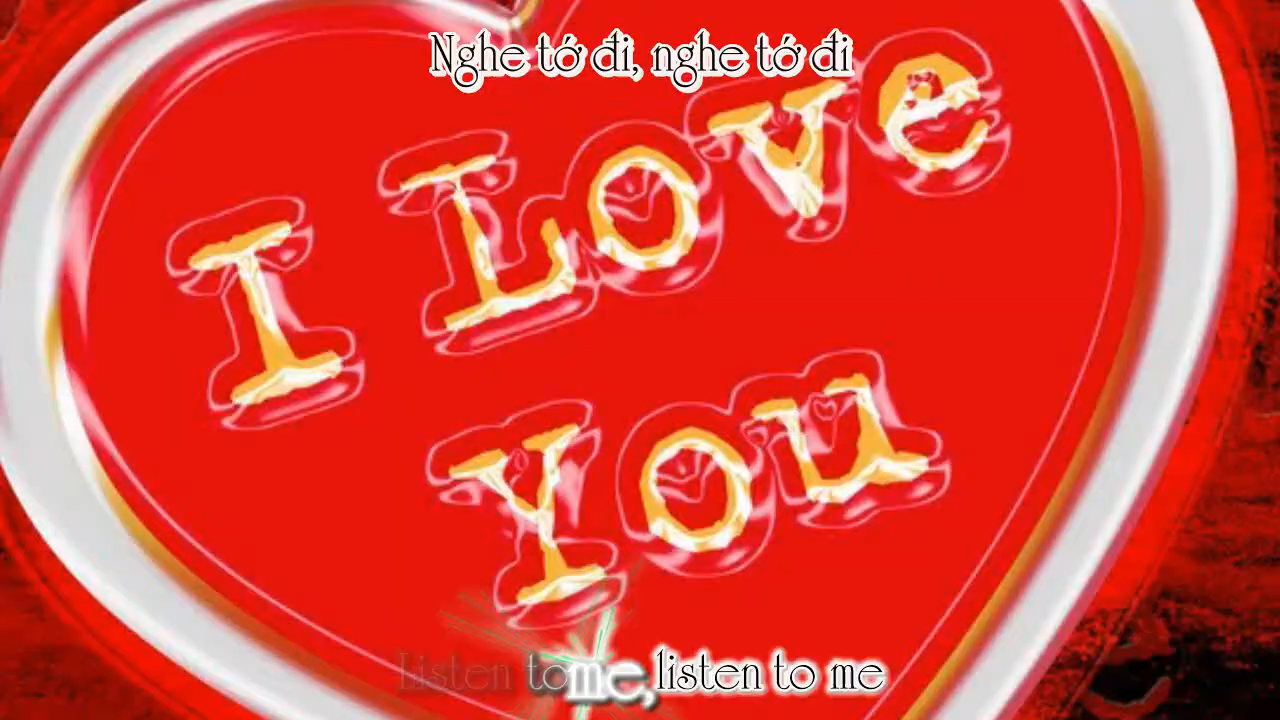 Nghe tớ đi, nghe tớ đi
I Love
You
Listen to me, listen to me